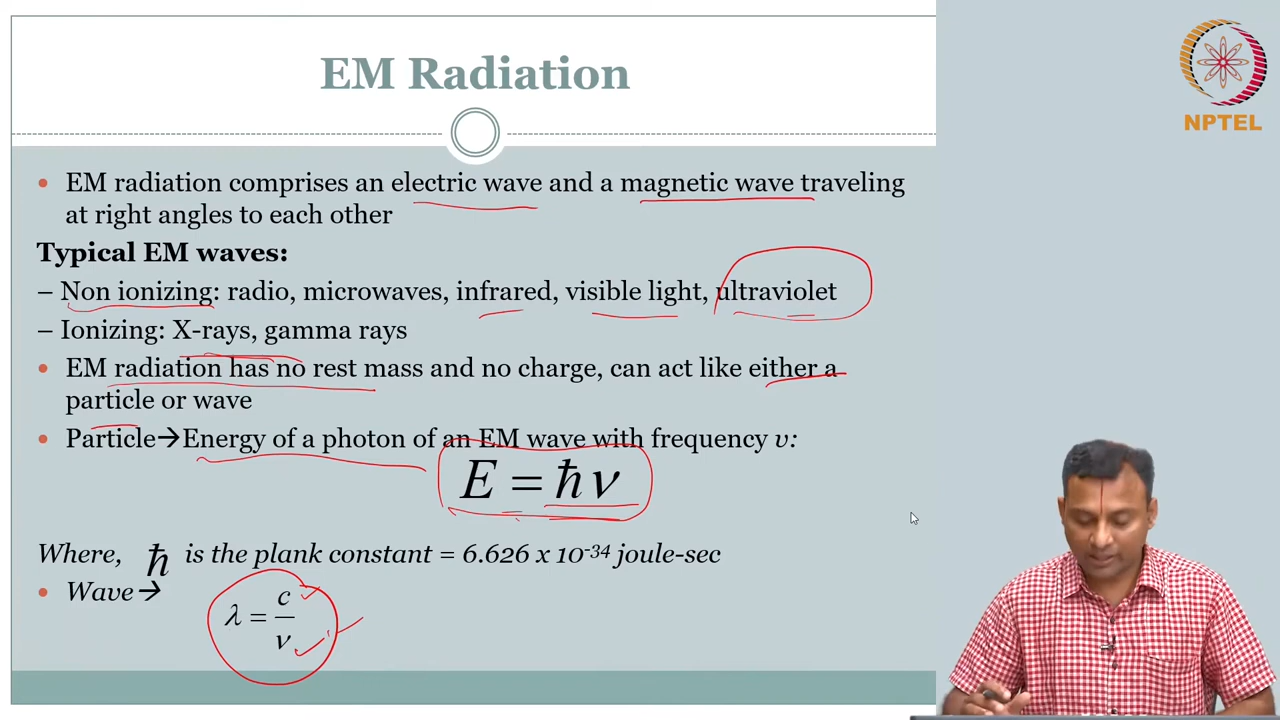 EM Radiation
NPTEL
• EM radiation comprises an electric wave and a magnetic wave traveling
at right angles to each other
Typical EM waves:
– Non ionizing: radio, microwaves, infrared, visible light, ultraviolet
– Ionizing: X-rays, gamma rays
• EM radiation has no rest mass and no charge, can act like either a
particle or wave
• Particle→Energy of a photon of an EM wave with frequency υ:
E = ħν
Where, ħ is the plank constant = 6.626 x 10⁻³⁴ joule-sec
• Wave→
λ = c/ν